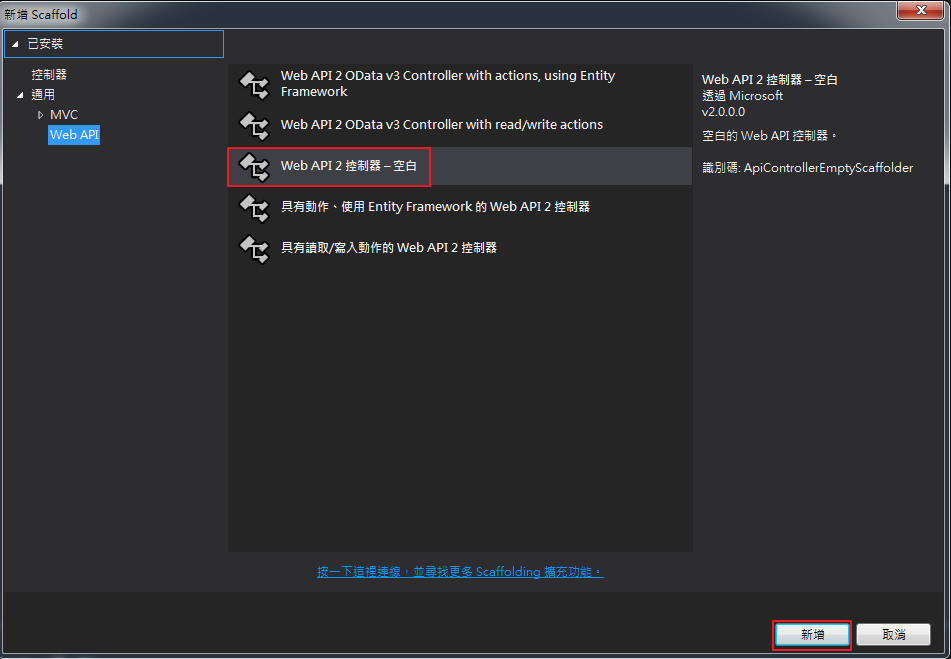 新增 Scaffold
已安裝
控制器
通用
MVC
Web API
Web API 2 OData v3 Controller with actions, using Entity
Framework
Web API 2 OData v3 Controller with read/write actions
Web API 2 控制器 – 空白
具有動作、使用 Entity Framework 的 Web API 2 控制器
具有讀取/寫入動作的 Web API 2 控制器
Web API 2 控制器 – 空白
透過 Microsoft
v2.0.0.0
空白的 Web API 控制器。
識別碼: ApiControllerEmptyScaffolder
按一下這裡連線，並尋找更多 Scaffolding 擴充功能。
新增
取消